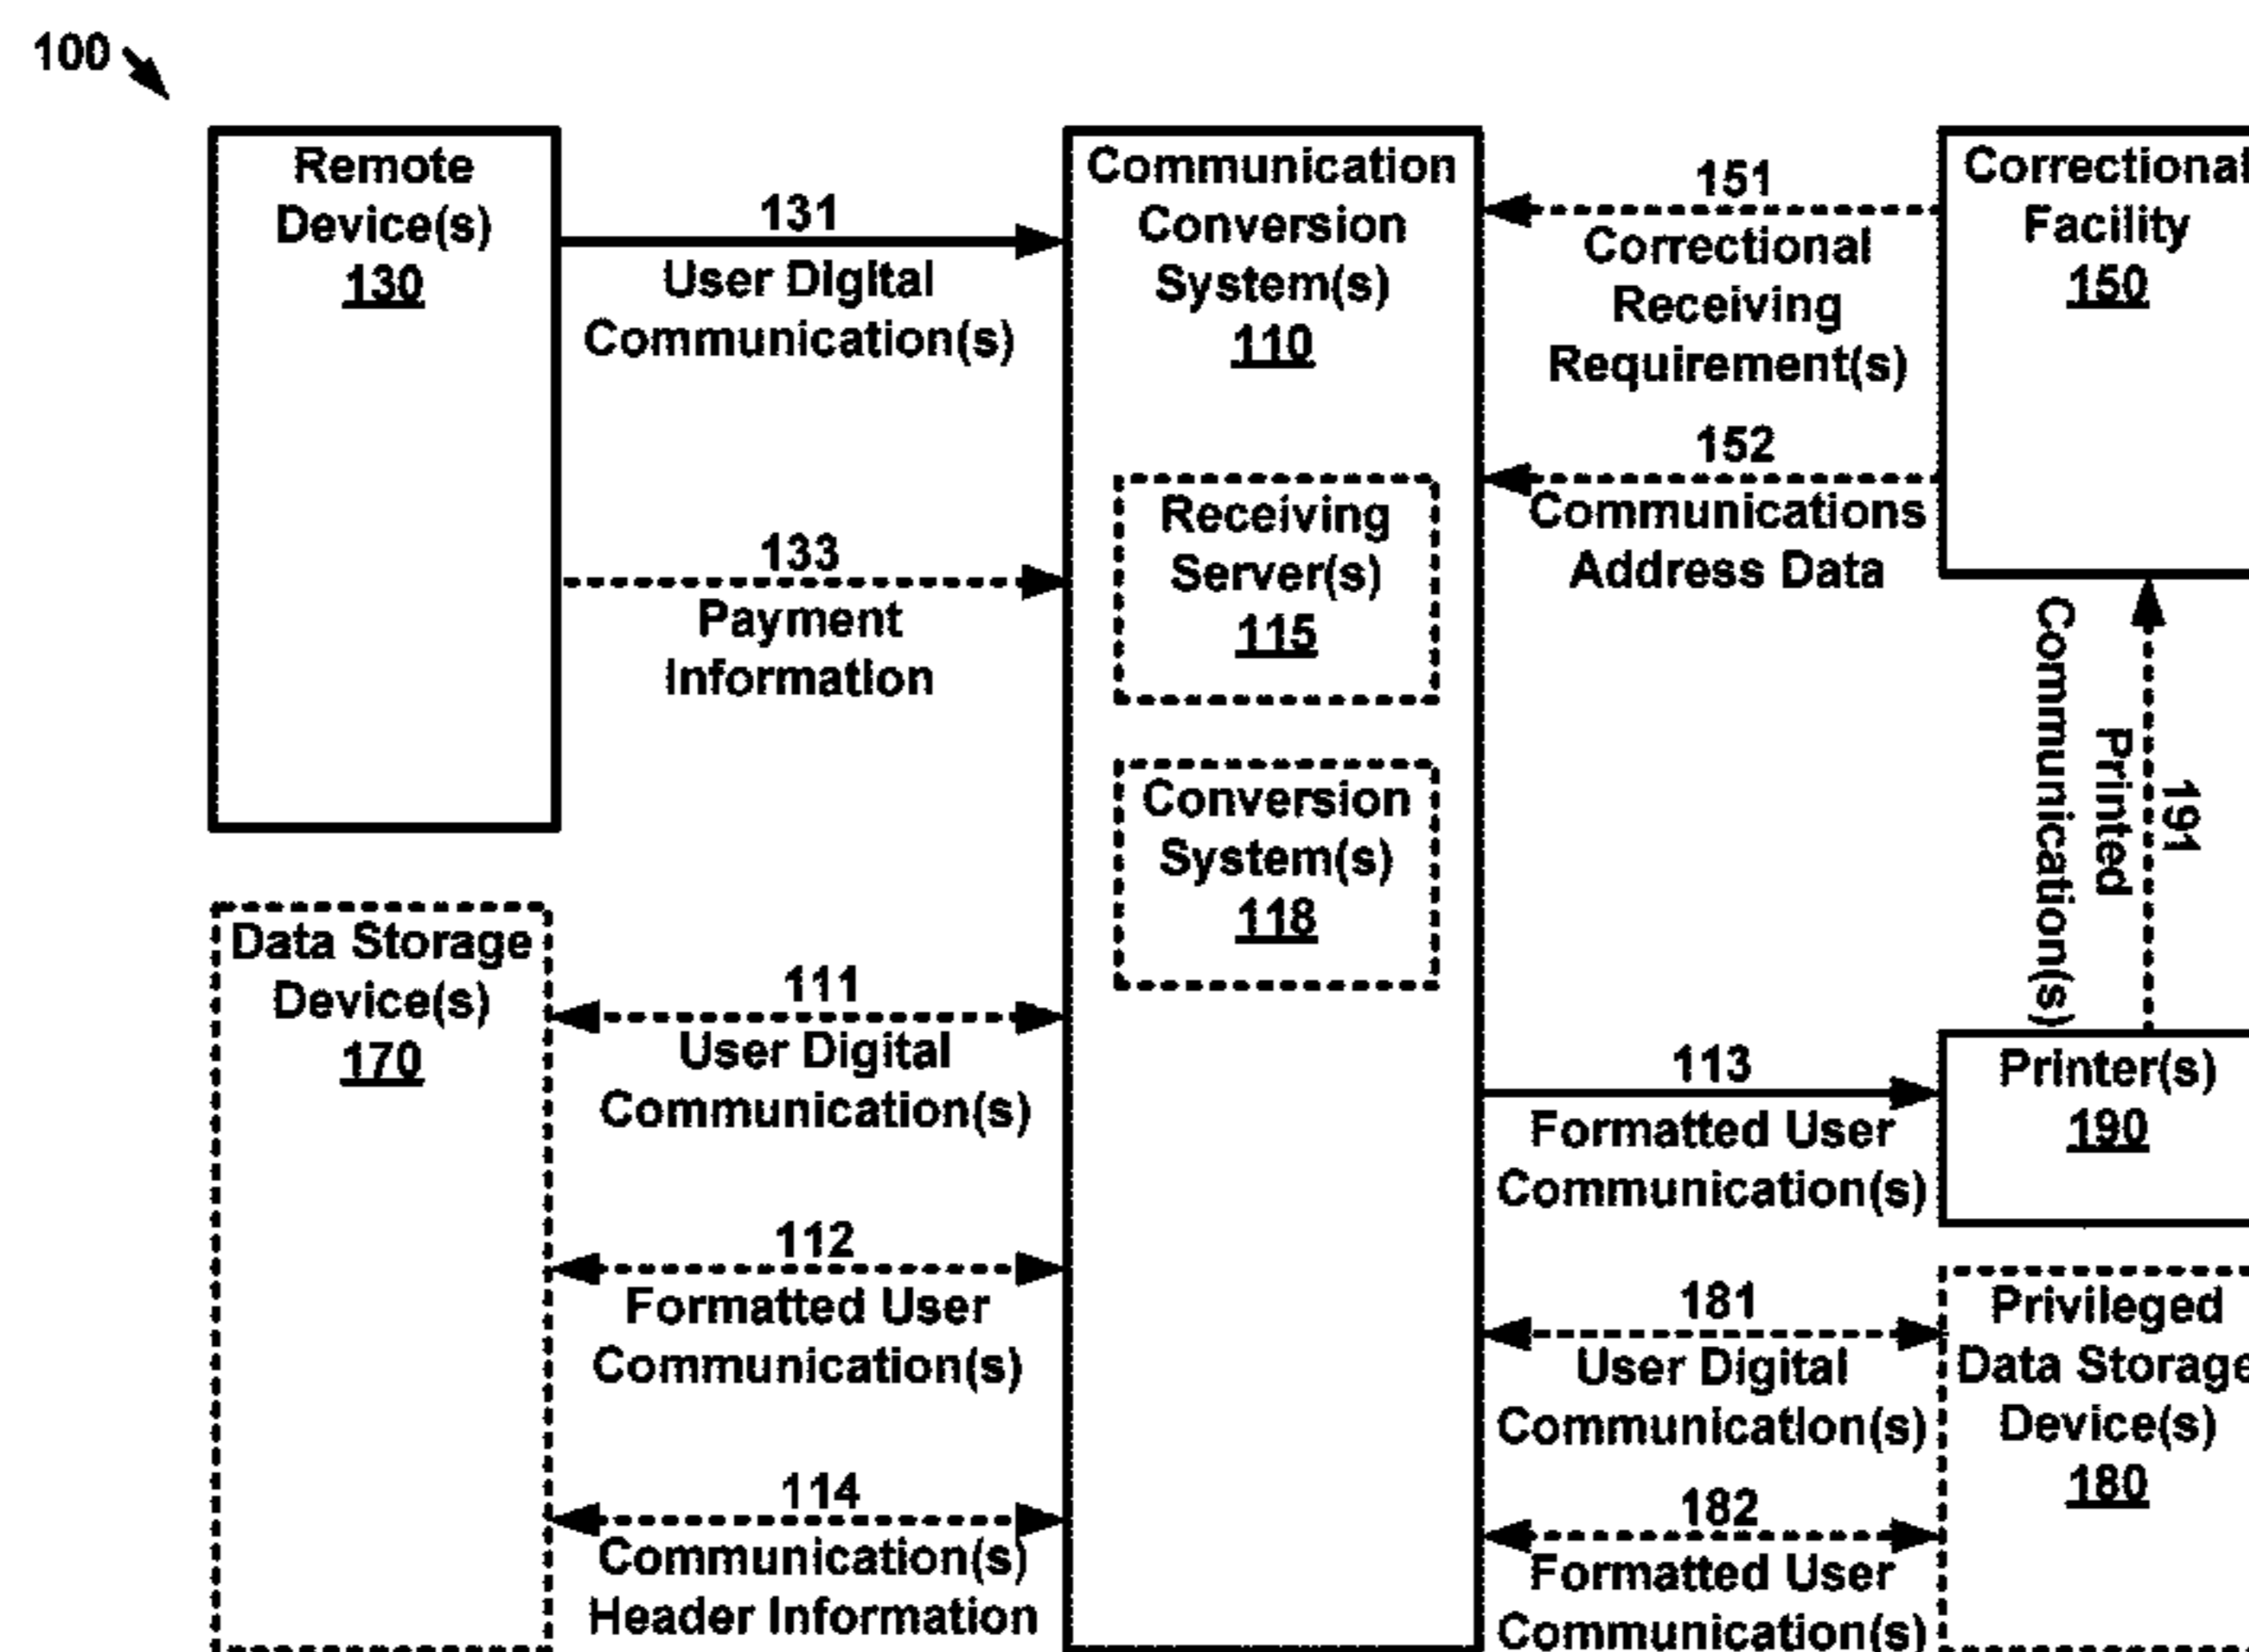 100
Remote
Device(s)
130
131
User Digital
Communication(s)
133
Payment
Information
Data Storage
Device(s)
170
111
User Digital
Communication(s)
112
Formatted User
Communication(s)
114
Communication(s)
Header Information
Communication
Conversion
System(s)
110
Receiving
Server(s)
115
Conversion
System(s)
118
151
Correctional
Receiving
Requirement(s)
152
Communications
Address Data
Correctional
Facility
150
191
Printed
Communication(s)
113
Formatted User
Communication(s)
Printer(s)
190
181
User Digital
Communication(s)
182
Formatted User
Communication(s)
Privileged
Data Storage
Device(s)
180